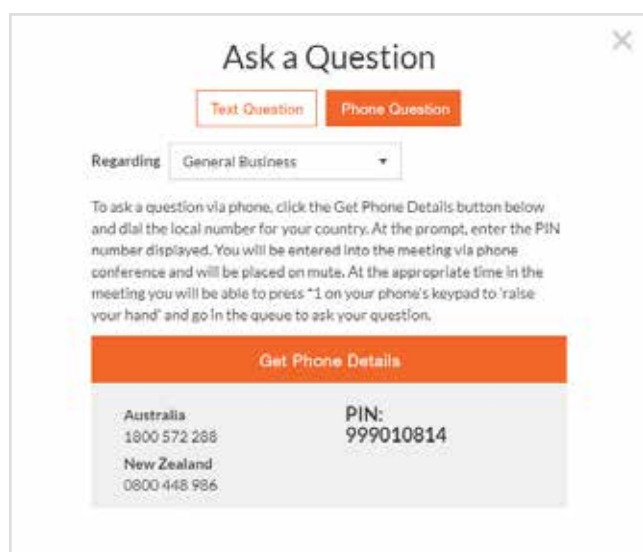 Ask a Question
Text Question Phone Question
Regarding General Business
To ask a question via phone, click the Get Phone Details button below
and dial the local number for your country. At the prompt, enter the PIN
number displayed. You will be entered into the meeting via phone
conference and will be placed on mute. At the appropriate time in the
meeting you will be able to press *1 on your phone's keypad to 'raise
your hand' and go in the queue to ask your question.
Get Phone Details
Australia PIN:
1800 572 288 999010814
New Zealand
0800 448 986